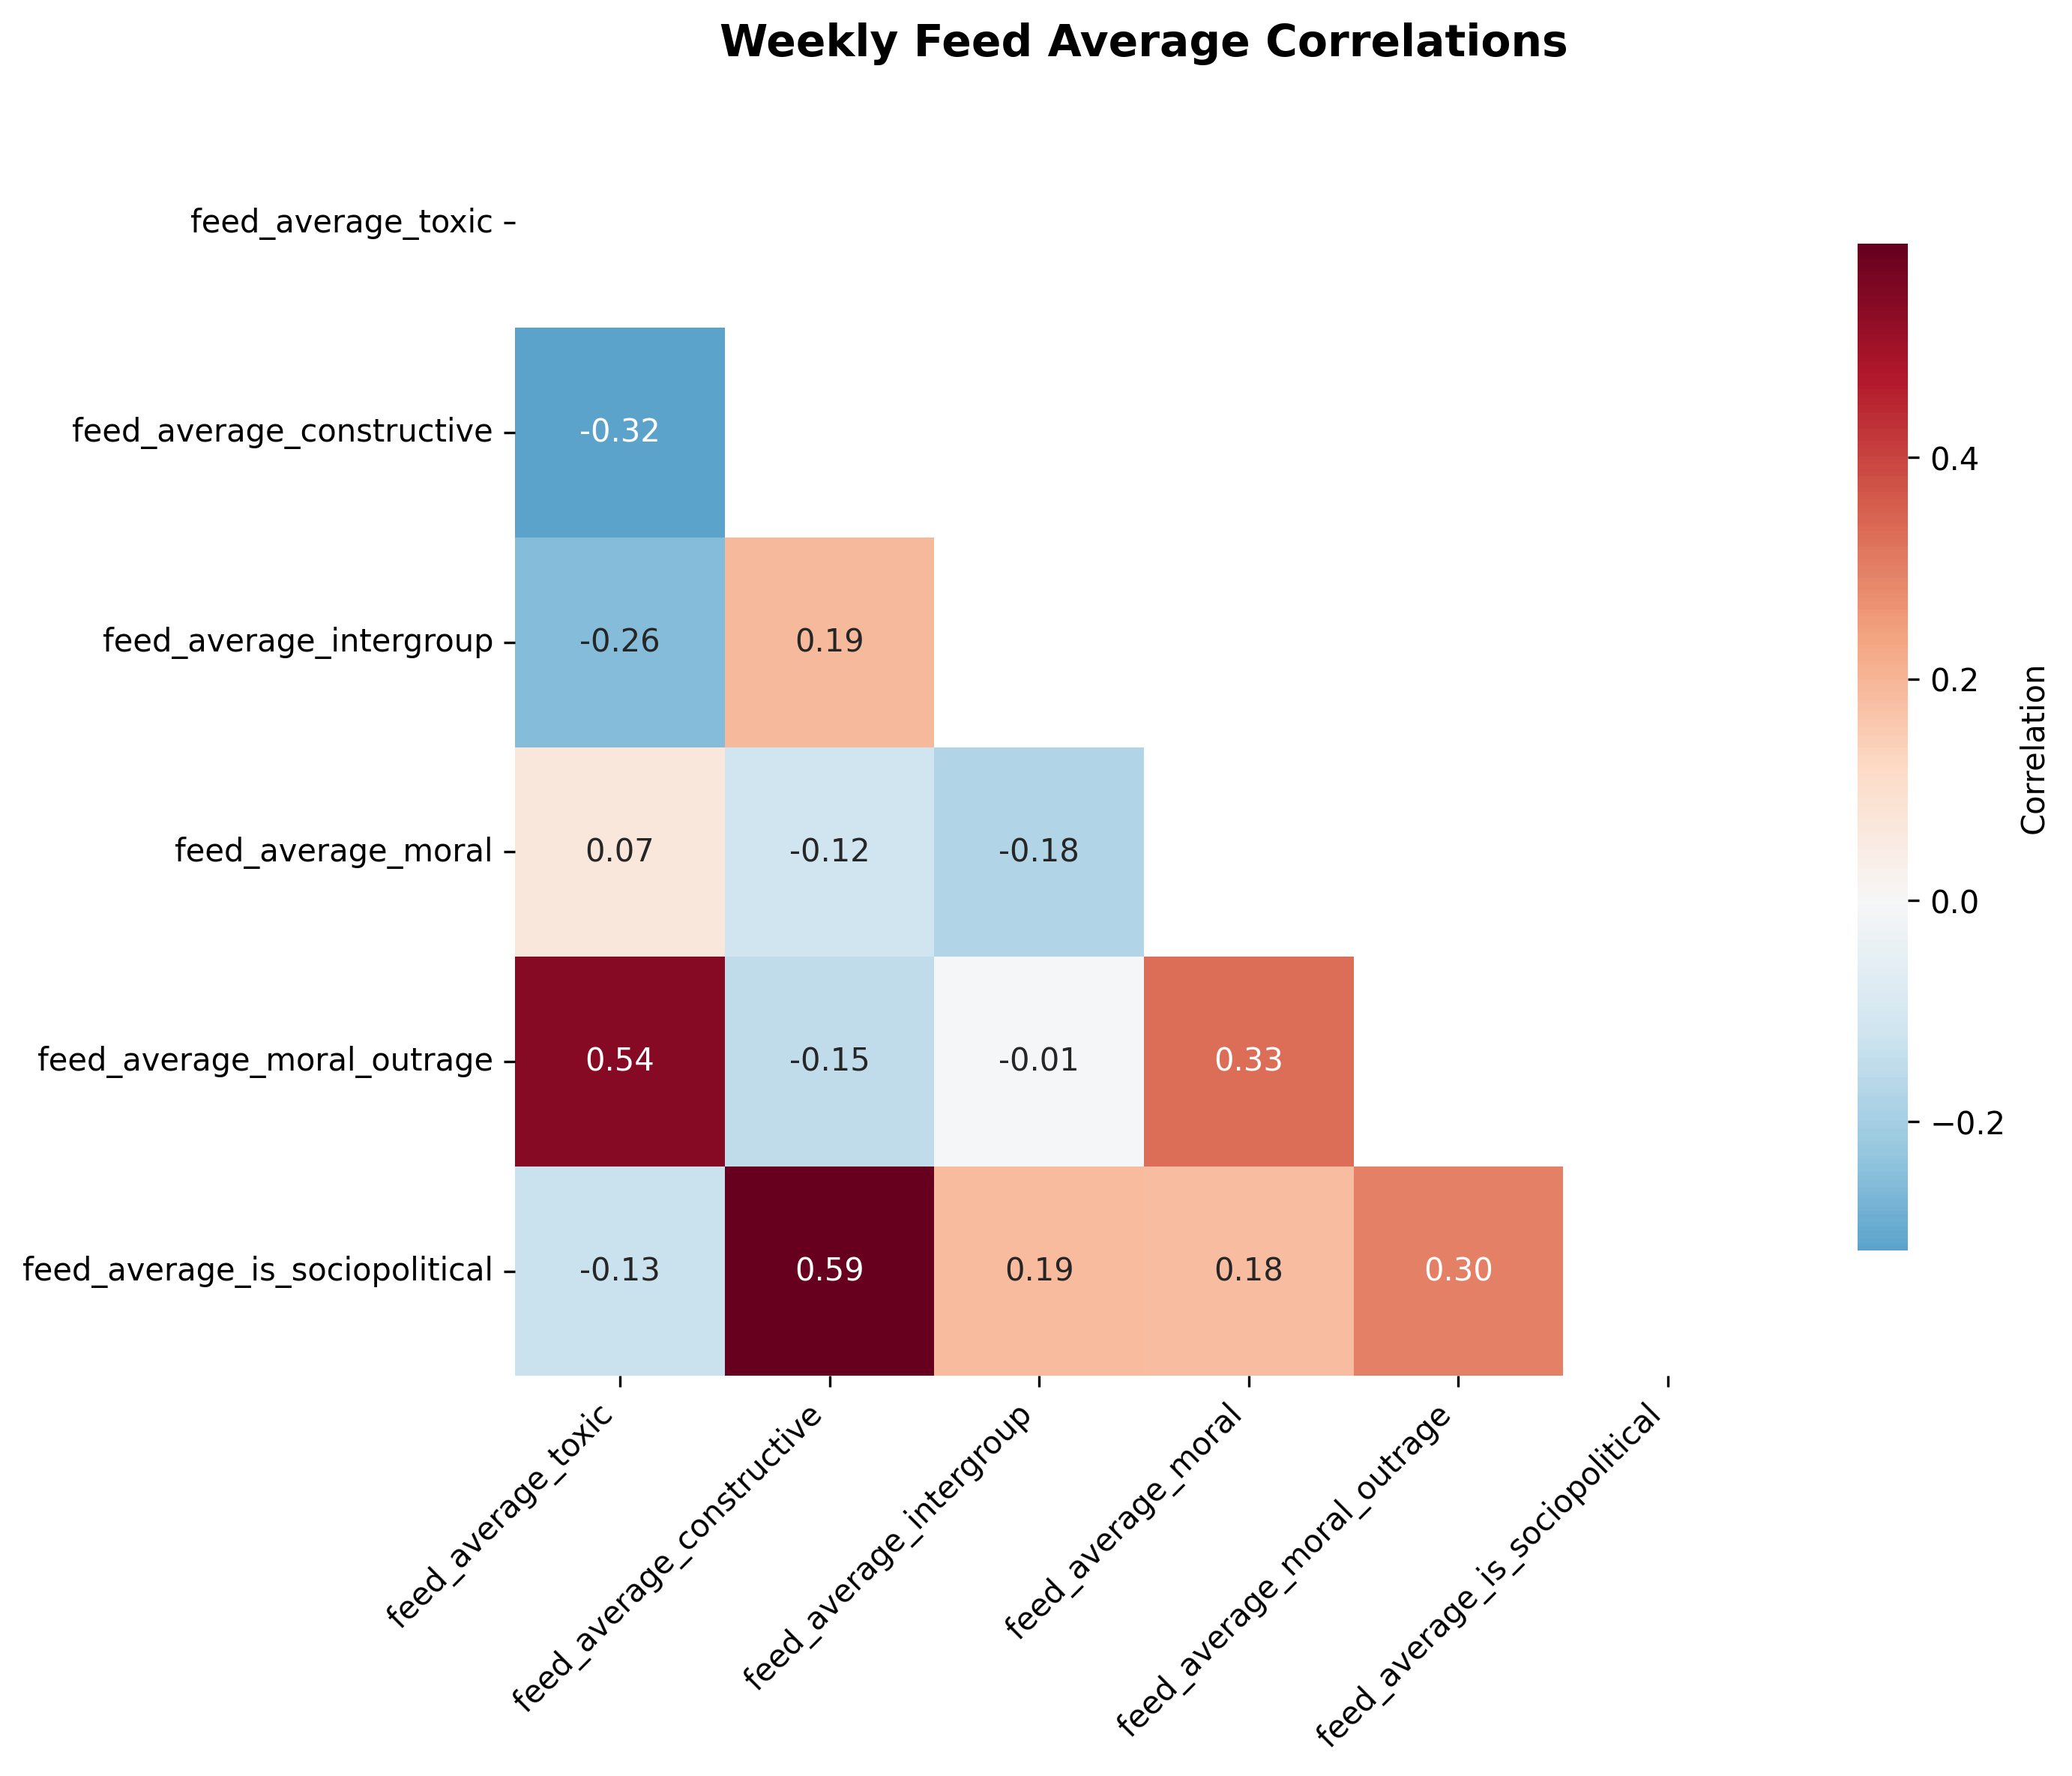 Weekly Feed Average Correlations
feed_average_toxic
feed_average_constructive
-0.32
feed_average_intergroup
-0.26 0.19
feed_average_moral
0.07 -0.12 -0.18
feed_average_moral_outrage
0.54 -0.15 -0.01 0.33
feed_average_is_sociopolitical
-0.13 0.59 0.19 0.18 0.30
feed_average_toxic
feed_average_constructive
feed_average_intergroup
feed_average_moral
feed_average_moral_outrage
feed_average_is_sociopolitical
0.4
0.2
0.0
−0.2
Correlation